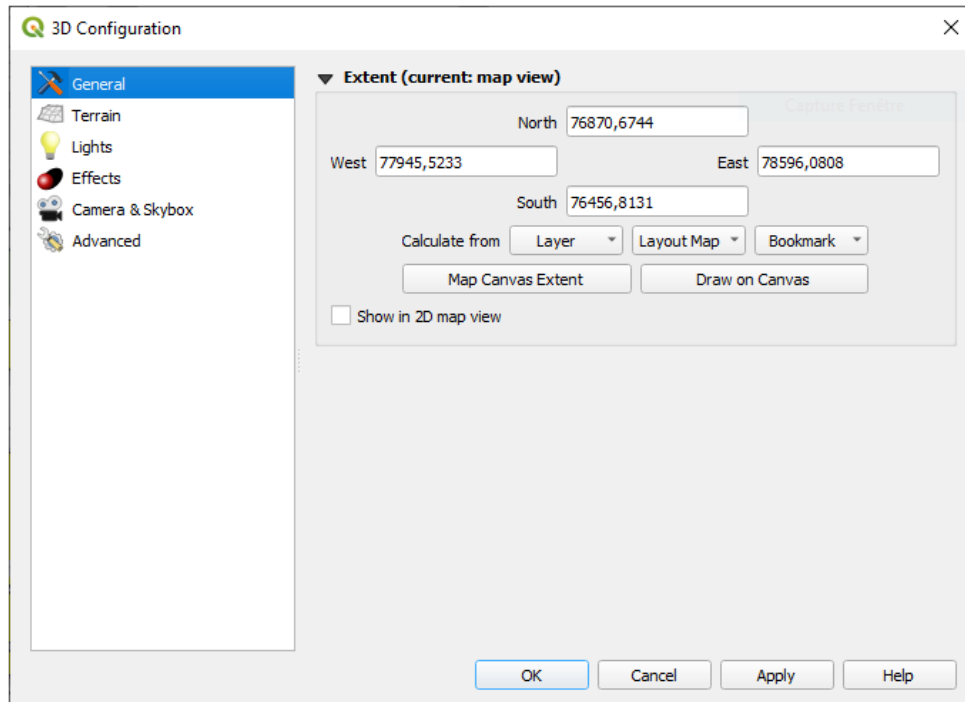 3D Configuration
General
Terrain
Lights
Effects
Camera & Skybox
Advanced
Extent (current: map view)
Capture Fenêtre
North 76870,6744
West 77945,5233 East 78596,0808
South 76456,8131
Calculate from Layer Layout Map Bookmark
Map Canvas Extent Draw on Canvas
Show in 2D map view
OK Cancel Apply Help